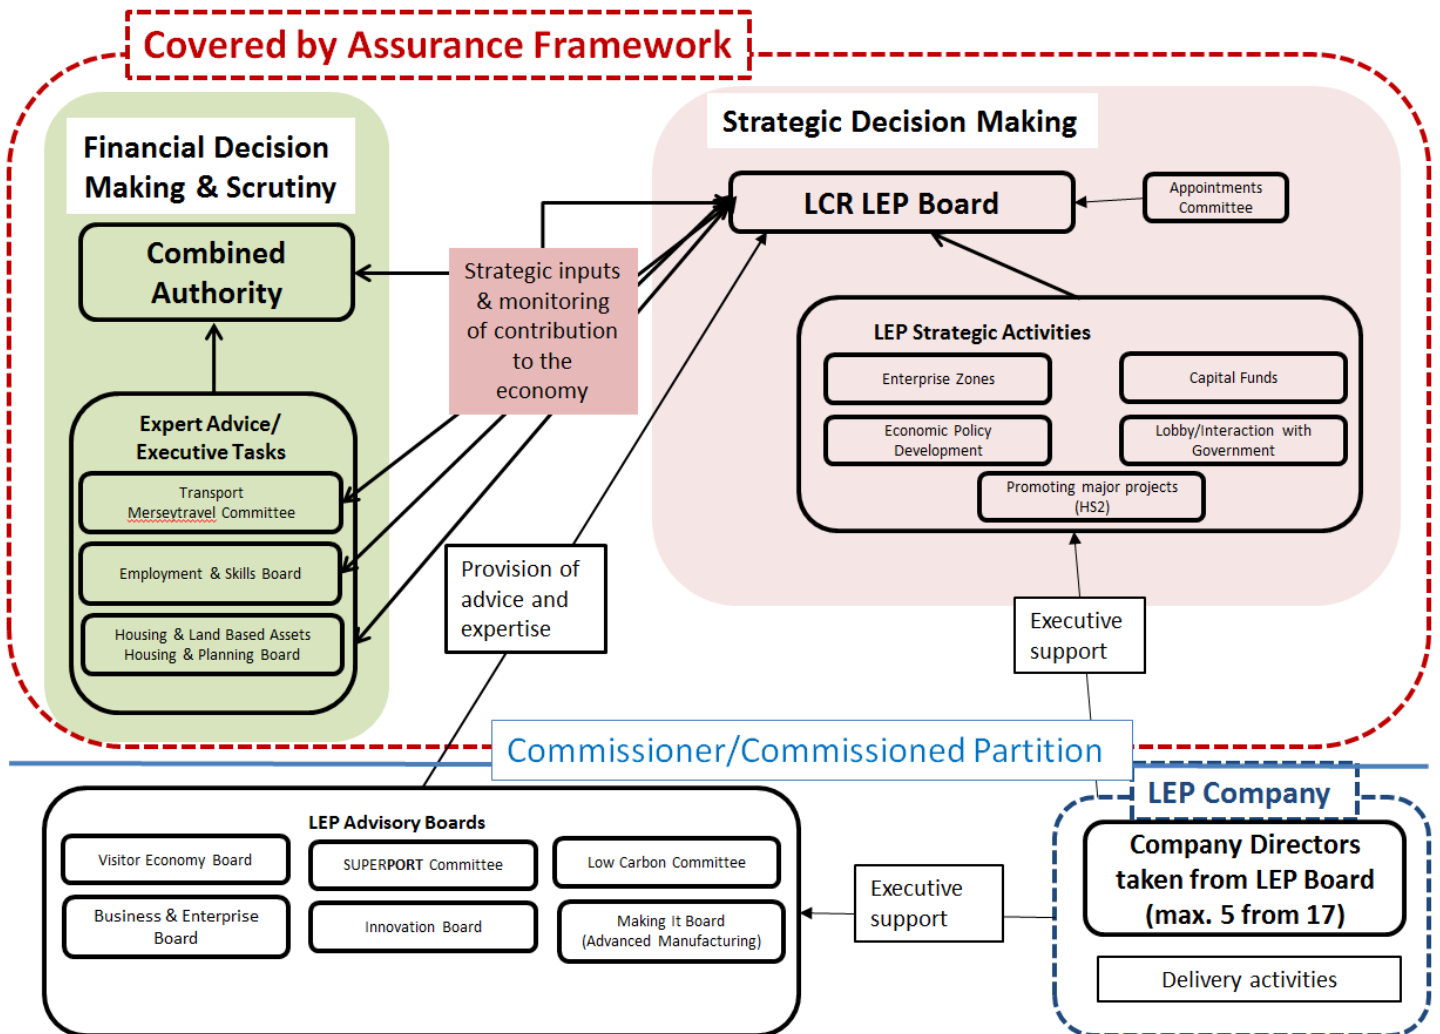 Covered by Assurance Framework
Financial Decision
Making & Scrutiny
Combined
Authority
Expert Advice/
Executive Tasks
Transport
Merseytravel Committee
Employment & Skills Board
Housing & Land Based Assets
Housing & Planning Board
Strategic inputs
& monitoring
of contribution
to the
economy
Strategic Decision Making
LCR LEP Board
Appointments
Committee
LEP Strategic Activities
Enterprise Zones
Capital Funds
Economic Policy
Development
Lobby/Interaction with
Government
Promoting major projects
(HS2)
Provision of
advice and
expertise
Executive
support
Commissioner/Commissioned Partition
LEP Advisory Boards
Visitor Economy Board
SUPERPORT Committee
Low Carbon Committee
Business & Enterprise
Board
Innovation Board
Making It Board
(Advanced Manufacturing)
Executive
support
LEP Company
Company Directors
taken from LEP Board
(max. 5 from 17)
Delivery activities